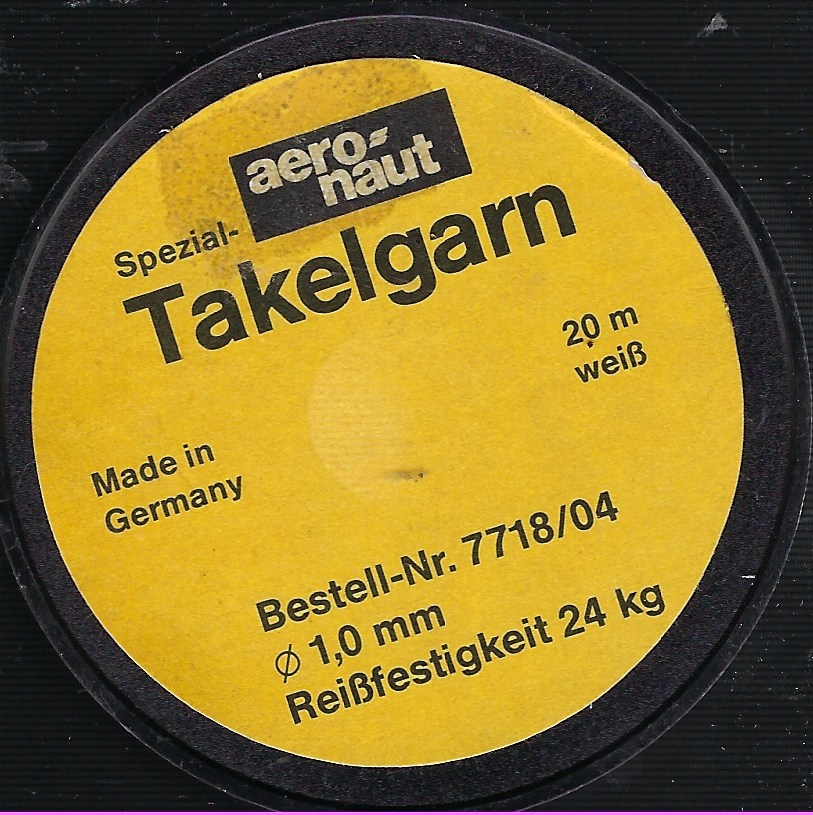 aero-
naut
Spezial-
Takelgarn
20 m
weiß
Made in
Germany
Bestell-Nr. 7718/04
Ø 1,0 mm
Reißfestigkeit 24 kg